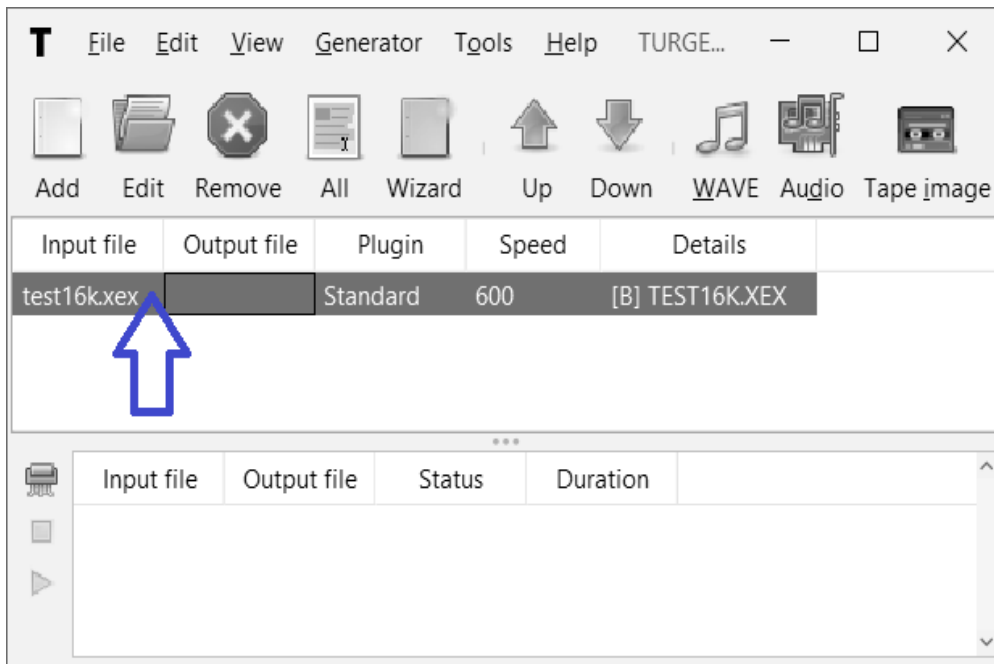 T File Edit View Generator Tools Help TURGE...
Add Edit Remove All Wizard Up Down WAVE Audio Tape image
Input file Output file Plugin Speed Details
test16k.xex Standard 600 [B] TEST16K.XEX
Input file Output file Status Duration